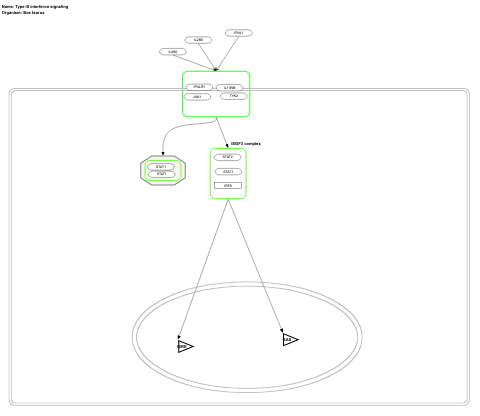 Name: Type III interferon signaling
Organism: Bos taurus
IFNL1
IL28B
IL28A
IFNLR1
IL10RB
JAK1
TYK2
ISGF3 complex
STAT2
STAT1
STAT1
STAT1
IRF9
ISRE
GAS